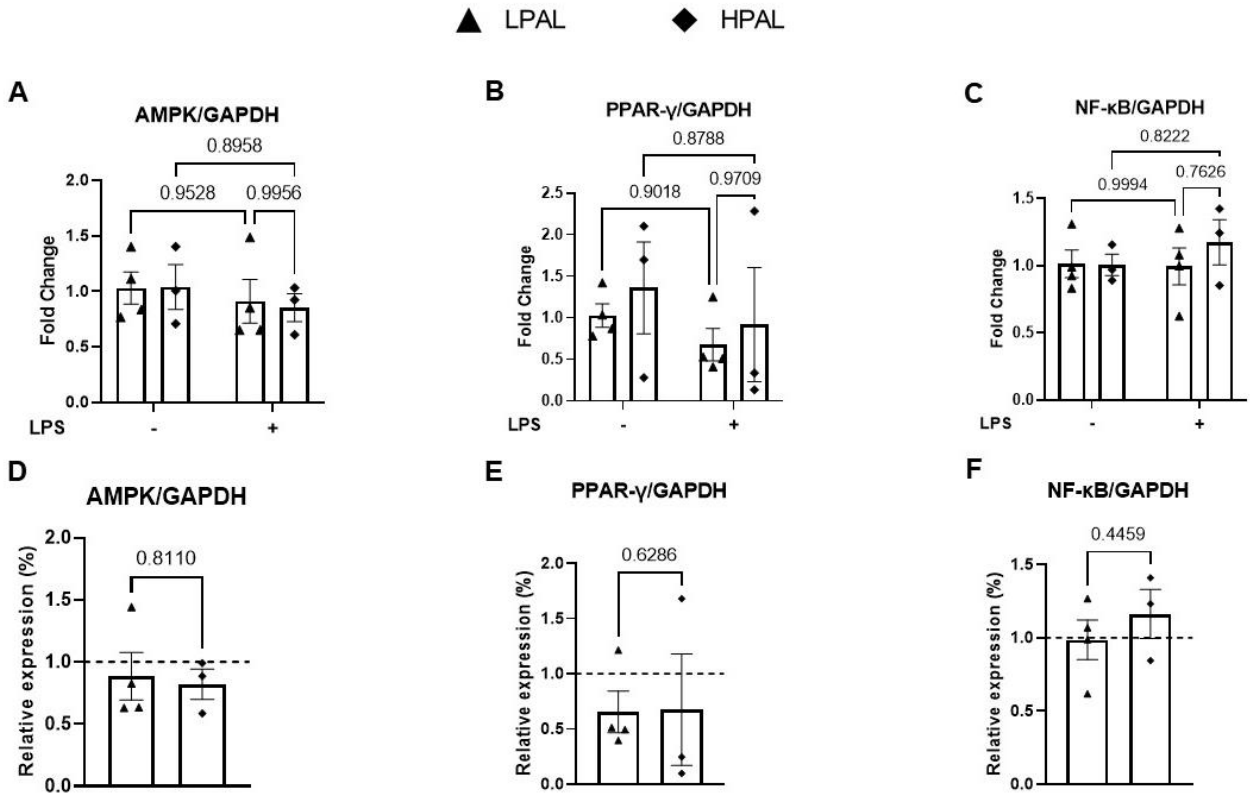 LPAL HPAL
A
AMPK/GAPDH
0.8958
0.9528 0.9956
Fold Change
2.0
1.5
1.0
0.5
0.0
LPS - +
B
PPAR-γ/GAPDH
0.8788
0.9018 0.9709
Fold Change
2.5
2.0
1.5
1.0
0.5
0.0
LPS - +
C
NF-κB/GAPDH
0.8222
0.9994 0.7626
Fold Change
1.5
1.0
0.5
0.0
LPS - +
D
AMPK/GAPDH
0.8110
Relative expression (%)
2.0
1.5
1.0
0.5
0.0
E
PPAR-γ/GAPDH
0.6286
Relative expression (%)
2.0
1.5
1.0
0.5
0.0
F
NF-κB/GAPDH
0.4459
Relative expression (%)
1.5
1.0
0.5
0.0